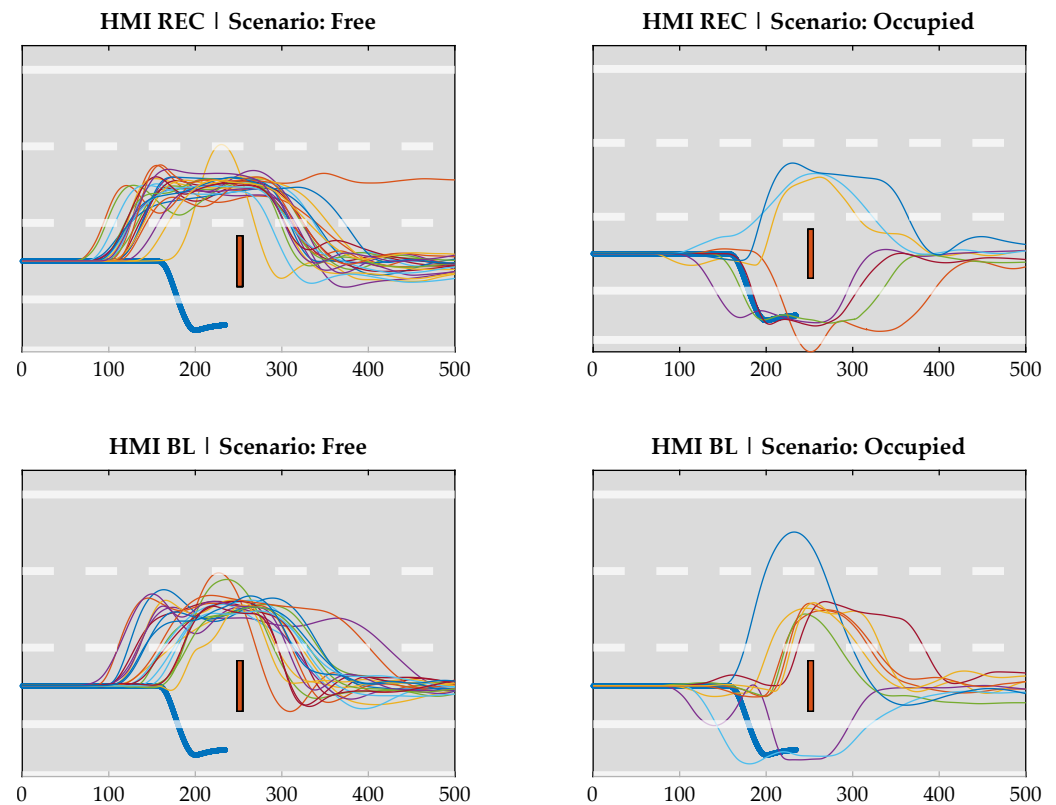 HMI REC | Scenario: Free
HMI REC | Scenario: Occupied
0 100 200 300 400 500
0 100 200 300 400 500
HMI BL | Scenario: Free
HMI BL | Scenario: Occupied
0 100 200 300 400 500
0 100 200 300 400 500